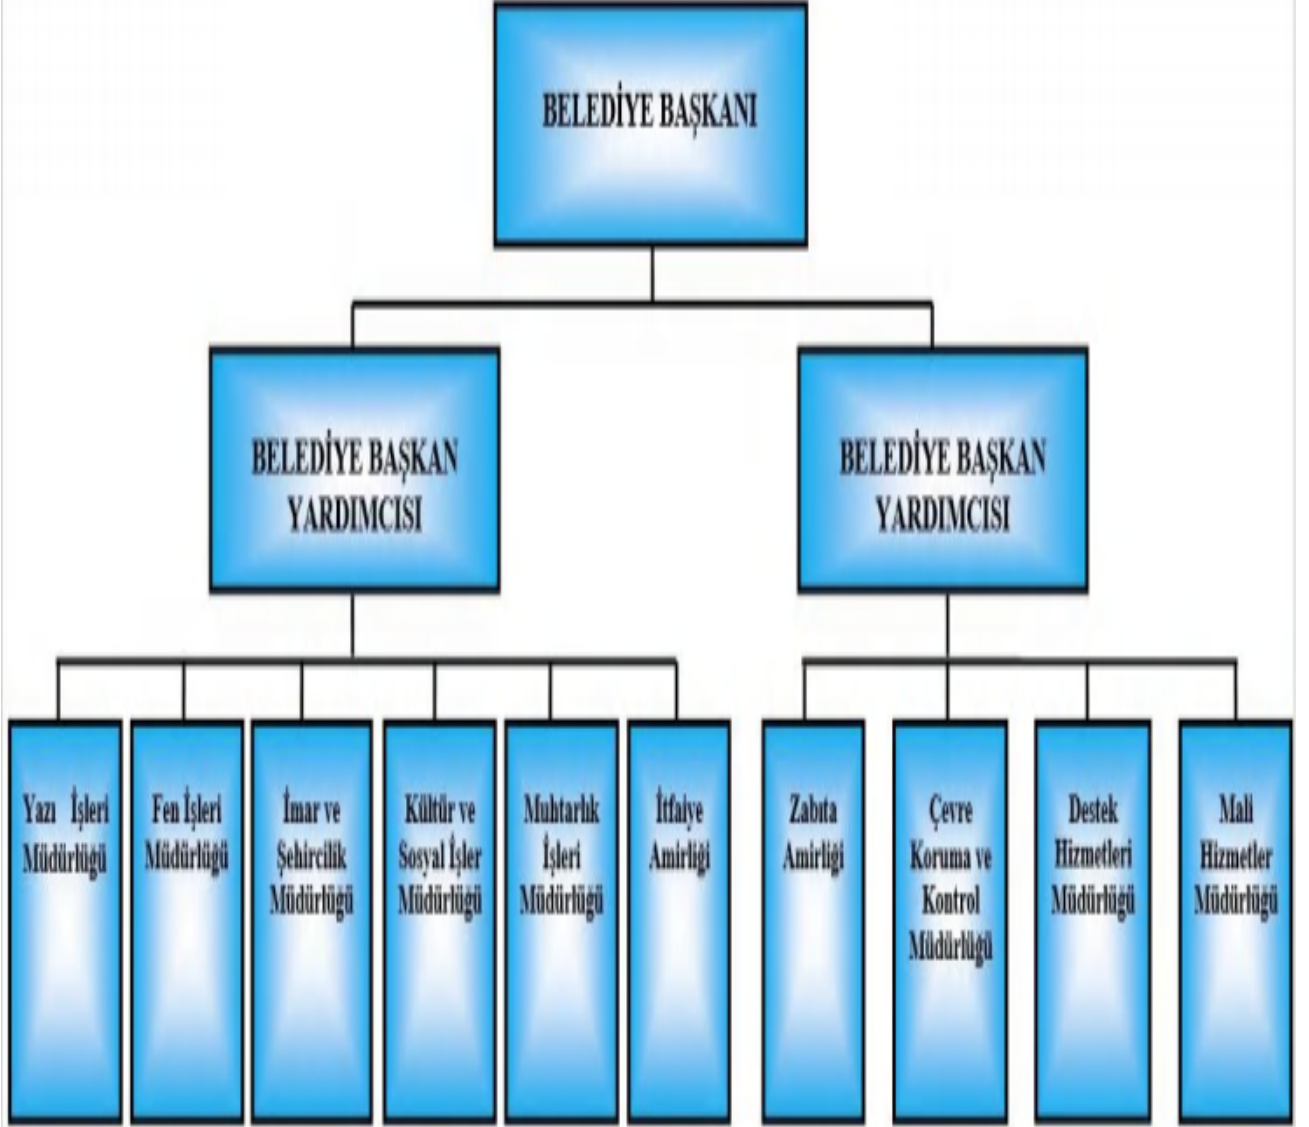 BELEDİYE BAŞKANI
BELEDİYE BAŞKAN
YARDIMCISI
BELEDİYE BAŞKAN
YARDIMCISI
Yazı İşleri
Müdürlüğü
Fen İşleri
Müdürlüğü
İmar ve
Şehircilik
Müdürlüğü
Kültür ve
Sosyal İşler
Müdürlüğü
Muhtarlık
İşleri
Müdürlüğü
İtfaiye
Amirliği
Zabıta
Amirliği
Çevre
Koruma ve
Kontrol
Müdürlüğü
Destek
Hizmetleri
Müdürlüğü
Mali
Hizmetler
Müdürlüğü